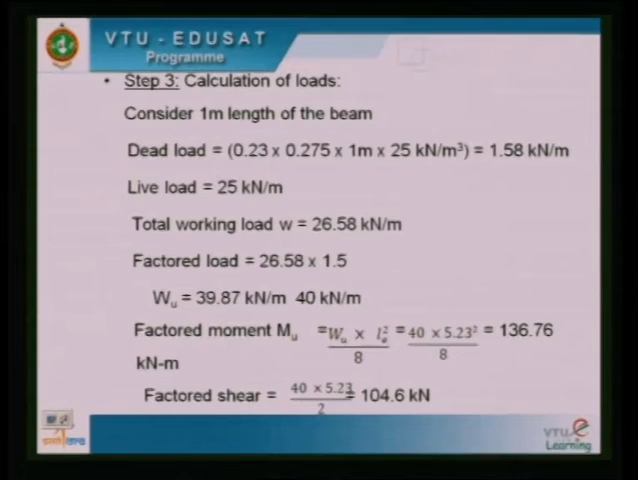 VTU - EDUSAT
Programme
• Step 3: Calculation of loads:
Consider 1m length of the beam
Dead load = (0.23 x 0.275 x 1m x 25 kN/m³) = 1.58 kN/m
Live load = 25 kN/m
Total working load w = 26.58 kN/m
Factored load = 26.58 x 1.5
Wᵤ = 39.87 kN/m 40 kN/m
Factored moment Mᵤ = Wᵤ × lₑ² / 8 = 40 × 5.23² / 8 = 136.76
kN-m
Factored shear = 40 × 5.23 / 2 = 104.6 kN
VTU e
Learning